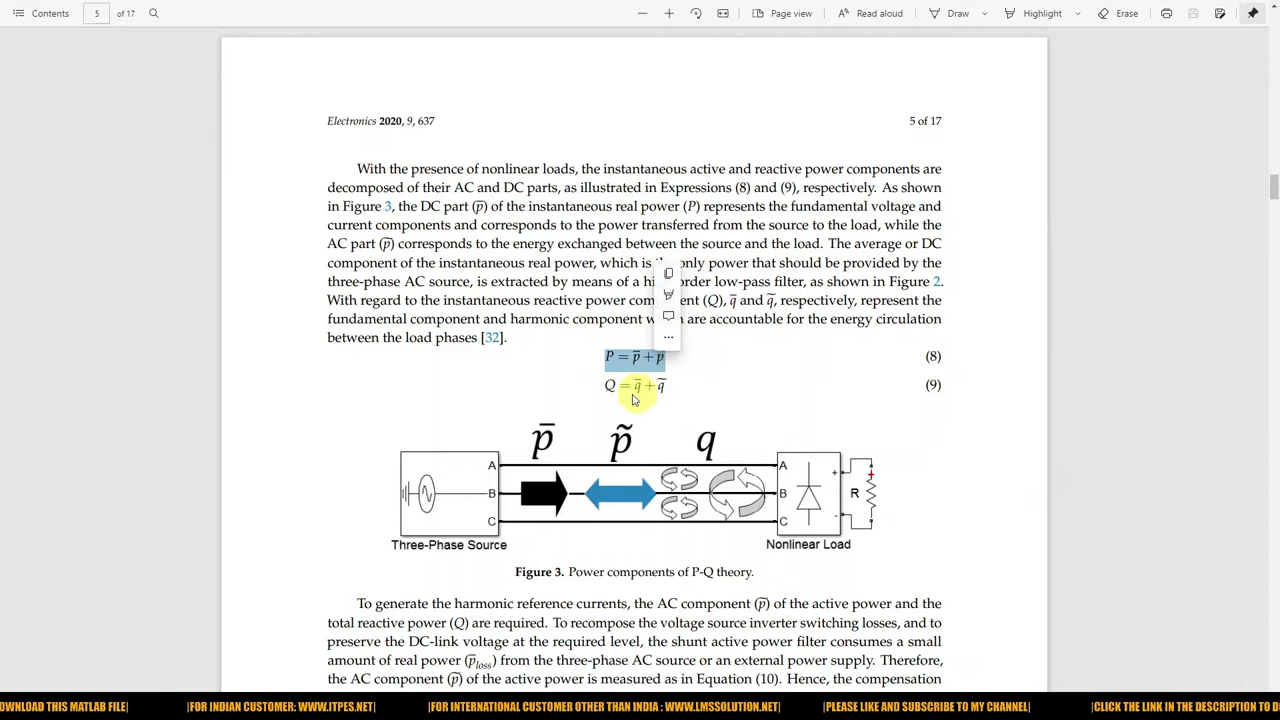 Contents
5
of 17
Page view
Read aloud
Draw
Highlight
Erase
Electronics 2020, 9, 637
5 of 17
With the presence of nonlinear loads, the instantaneous active and reactive power components are
decomposed of their AC and DC parts, as illustrated in Expressions (8) and (9), respectively. As shown
in Figure 3, the DC part (p̄) of the instantaneous real power (P) represents the fundamental voltage and
current components and corresponds to the power transferred from the source to the load, while the
AC part (p̃) corresponds to the energy exchanged between the source and the load. The average or DC
component of the instantaneous real power, which is only power that should be provided by the
three-phase AC source, is extracted by means of a order low-pass filter, as shown in Figure 2.
With regard to the instantaneous reactive power (Q), q̄ and q̃, respectively, represent the
fundamental component and harmonic component are accountable for the energy circulation
between the load phases [32].
P = p̄ + p̃ (8)
Q = q̄ + q̃ (9)
p̄ p̃ q
A A
B B R
C C
+
+
-
Three-Phase Source
Nonlinear Load
Figure 3. Power components of P-Q theory.
To generate the harmonic reference currents, the AC component (p̃) of the active power and the
total reactive power (Q) are required. To recompose the voltage source inverter switching losses, and to
preserve the DC-link voltage at the required level, the shunt active power filter consumes a small
amount of real power (p̄loss) from the three-phase AC source or an external power supply. Therefore,
the AC component (p̃) of the active power is measured as in Equation (10). Hence, the compensation
OWNLOAD THIS MATLAB FILE| |FOR INDIAN CUSTOMER: WWW.ITPES.NET| |FOR INTERNATIONAL CUSTOMER OTHER THAN INDIA : WWW.LMSSOLUTION.NET| |PLEASE LIKE AND SUBSCRIBE TO MY CHANNEL| |CLICK THE LINK IN THE DESCRIPTION TO D